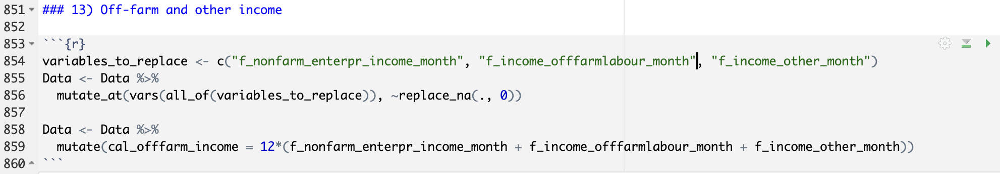 851 ### 13) Off-farm and other income
852
853 ```{r}
854 variables_to_replace <- c("f_nonfarm_enterpr_income_month", "f_income_offfarmlabour_month", "f_income_other_month")
855 Data <- Data %>%
856   mutate_at(vars(all_of(variables_to_replace)), ~replace_na(., 0))
857
858 Data <- Data %>%
859   mutate(cal_offfarm_income = 12*(f_nonfarm_enterpr_income_month + f_income_offfarmlabour_month + f_income_other_month))
860 ```